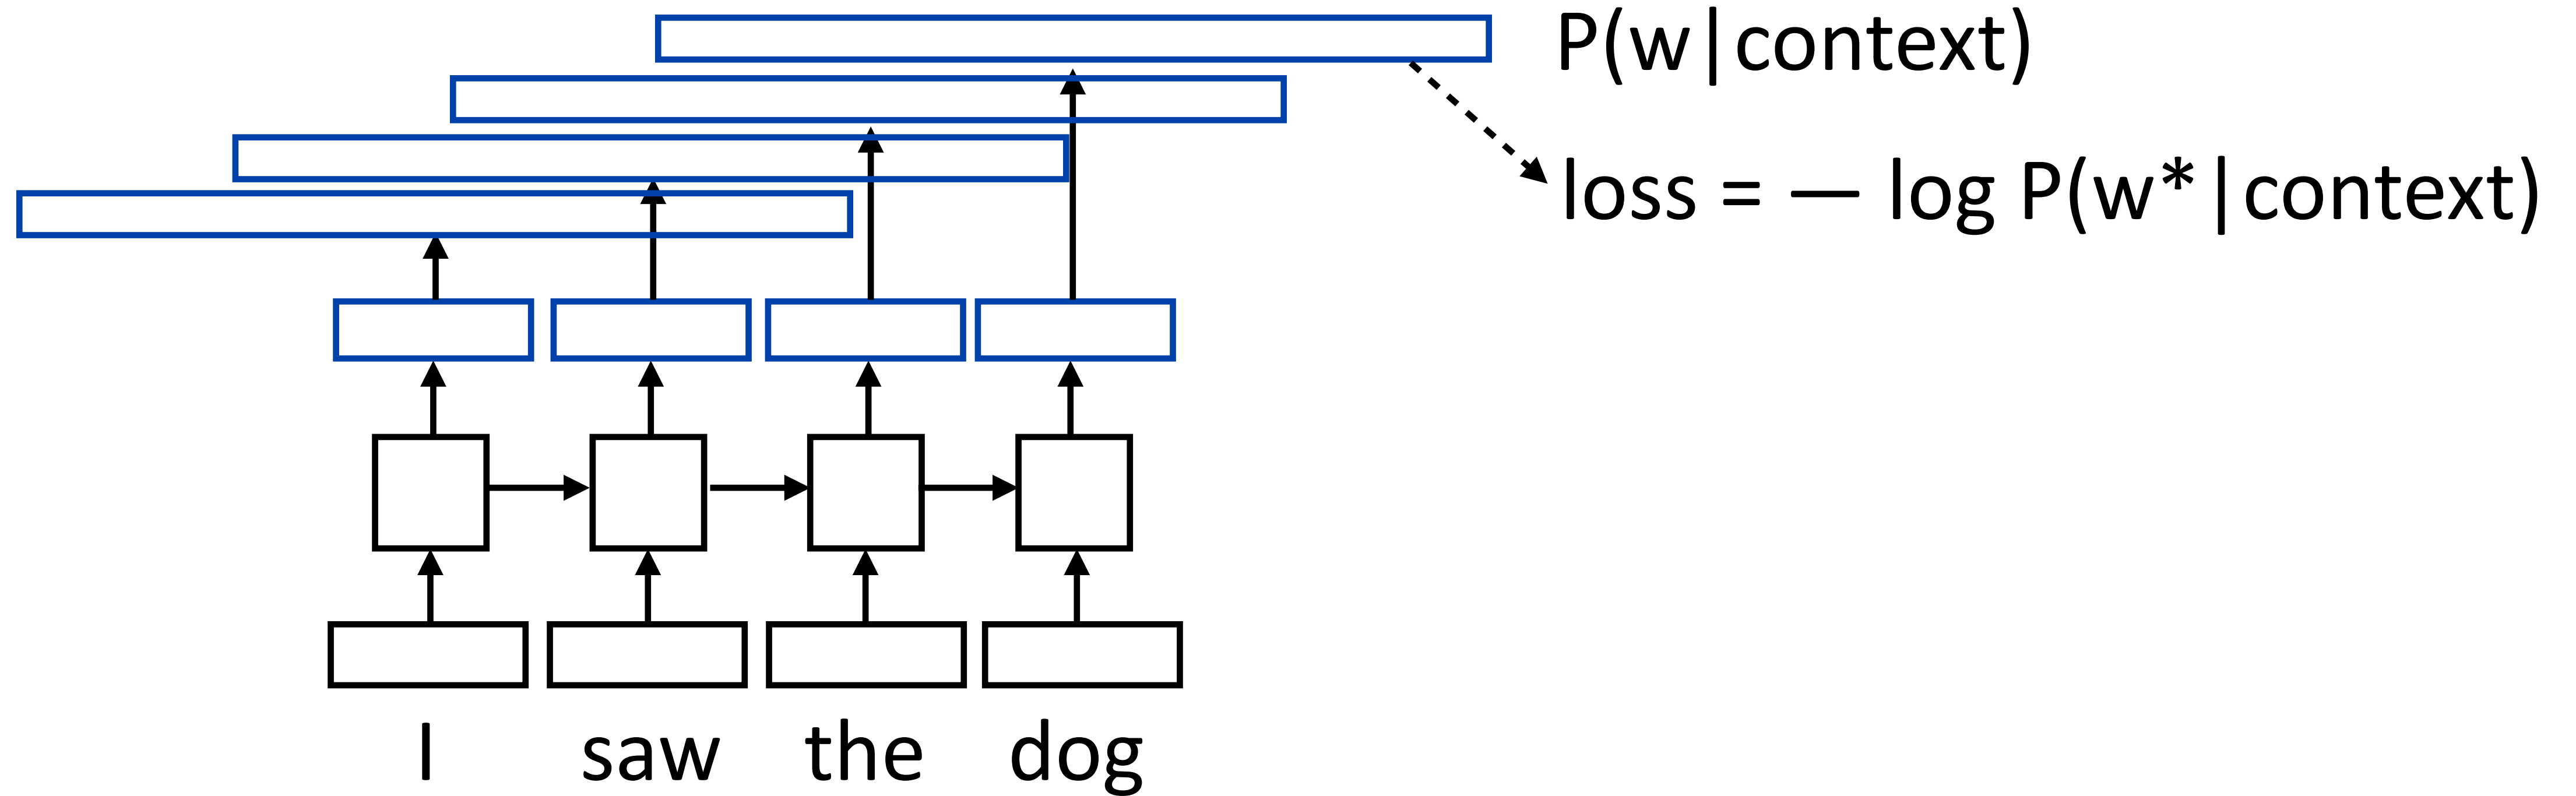 P(w|context)
loss = — log P(w*|context)
I saw the dog